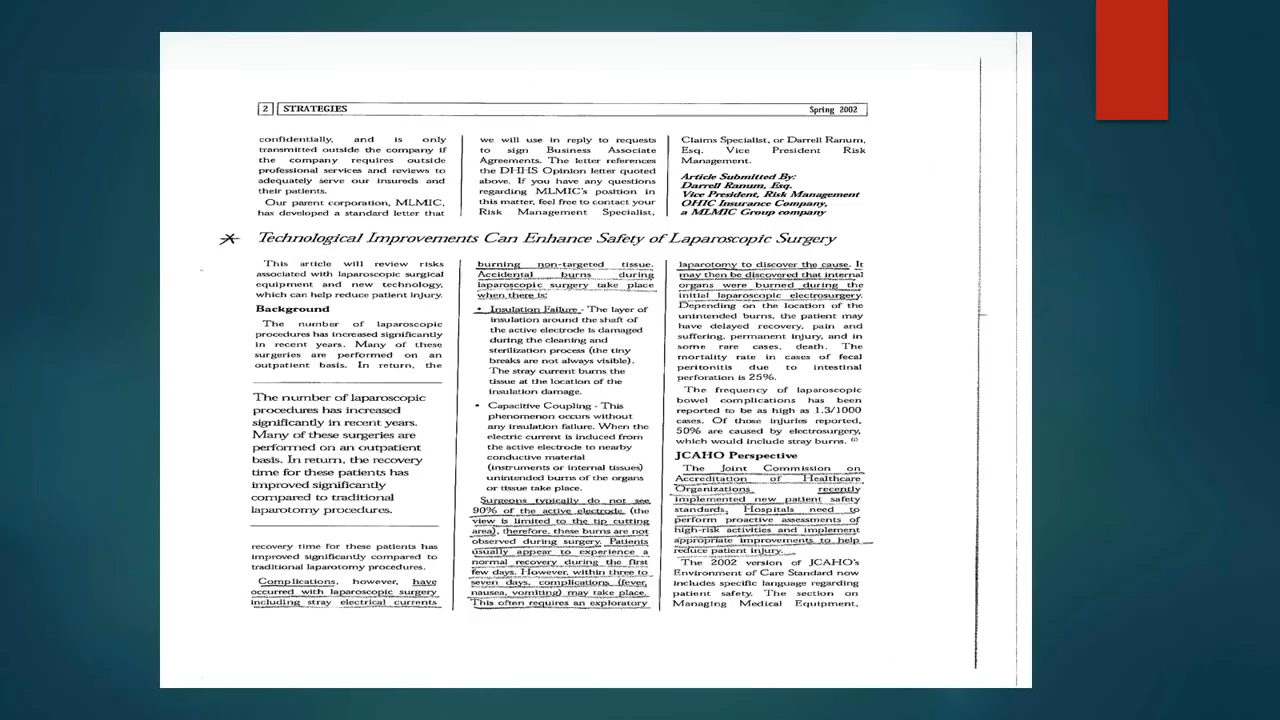 2 STRATEGIES Spring 2002
confidentially, and is only
transmitted outside the company if
the company requires outside
professional services and reviews to
adequately serve our insureds and
their patients.
Our parent corporation, MLMIC,
has developed a standard letter that
we will use in reply to requests
to sign Business Associate
Agreements. The letter references
the DHHS Opinion letter quoted
above. If you have any questions
regarding MLMIC's position in
this matter, feel free to contact your
Risk Management Specialist,
Claims Specialist, or Darrell Ranum,
Esq. Vice President Risk
Management.
Article Submitted By:
Darrell Ranum, Esq.
Vice President, Risk Management
OHIC Insurance Company,
a MLMIC Group company
Technological Improvements Can Enhance Safety of Laparoscopic Surgery
This article will review risks
associated with laparoscopic surgical
equipment and new technology,
which can help reduce patient injury.
Background
The number of laparoscopic
procedures has increased significantly
in recent years. Many of these
surgeries are performed on an
outpatient basis. In return, the
The number of laparoscopic
procedures has increased
significantly in recent years.
Many of these surgeries are
performed on an outpatient
basis. In return, the recovery
time for these patients has
improved significantly
compared to traditional
laparotomy procedures.
recovery time for these patients has
improved significantly compared to
traditional laparotomy procedures.
Complications, however, have
occurred with laparoscopic surgery
including stray electrical currents
burning non-targeted tissue.
Accidental burns during
laparoscopic surgery take place
when there is:
• Insulation Failure - The layer of
insulation around the shaft of
the active electrode is damaged
during the cleaning and
sterilization process (the tiny
breaks are not always visible).
The stray current burns the
tissue at the location of the
insulation damage.
• Capacitive Coupling - This
phenomenon occurs without
any insulation failure. When the
electric current is induced from
the active electrode to nearby
conductive material
(instruments or internal tissues)
unintended burns of the organs
or tissue take place.
Surgeons typically do not see
90% of the active electrode (the
view is limited to the tip cutting
area), therefore, these burns are not
observed during surgery. Patients
usually appear to experience a
normal recovery during the first
few days. However, within three to
seven days, complications (fever,
nausea, vomiting) may take place.
This often requires an exploratory
laparotomy to discover the cause. It
may then be discovered that internal
organs were burned during the
initial laparoscopic electrosurgery.
Depending on the location of the
unintended burns, the patient may
have delayed recovery, pain and
suffering, permanent injury, and in
some rare cases, death. The
mortality rate in cases of fecal
peritonitis due to intestinal
perforation is 25%.
The frequency of laparoscopic
bowel complications has been
reported to be as high as 1.3/1000
cases. Of those injuries reported,
50% are caused by electrosurgery,
which would include stray burns. (1)
JCAHO Perspective
The Joint Commission on
Accreditation of Healthcare
Organizations recently
implemented new patient safety
standards. Hospitals need to
perform proactive assessments of
high-risk activities and implement
appropriate improvements to help
reduce patient injury.
The 2002 version of JCAHO's
Environment of Care Standard now
includes specific language regarding
patient safety. The section on
Managing Medical Equipment,